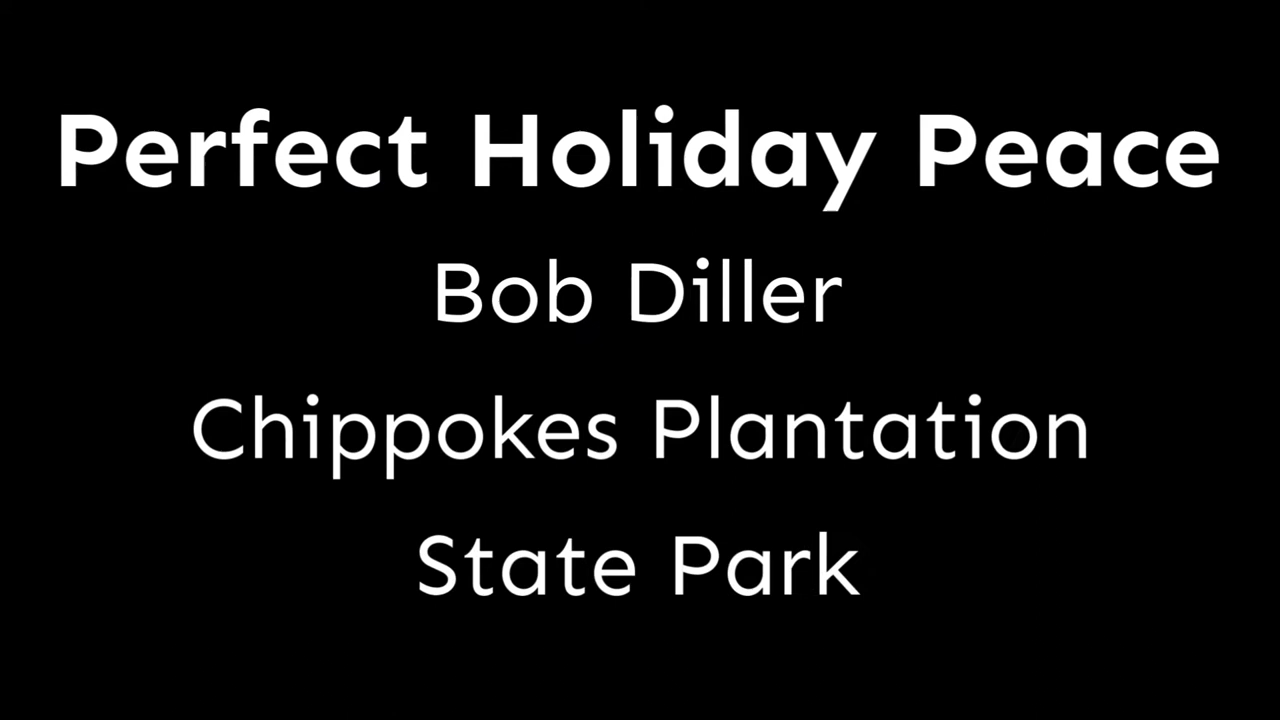 Perfect Holiday Peace
Bob Diller
Chippokes Plantation
State Park